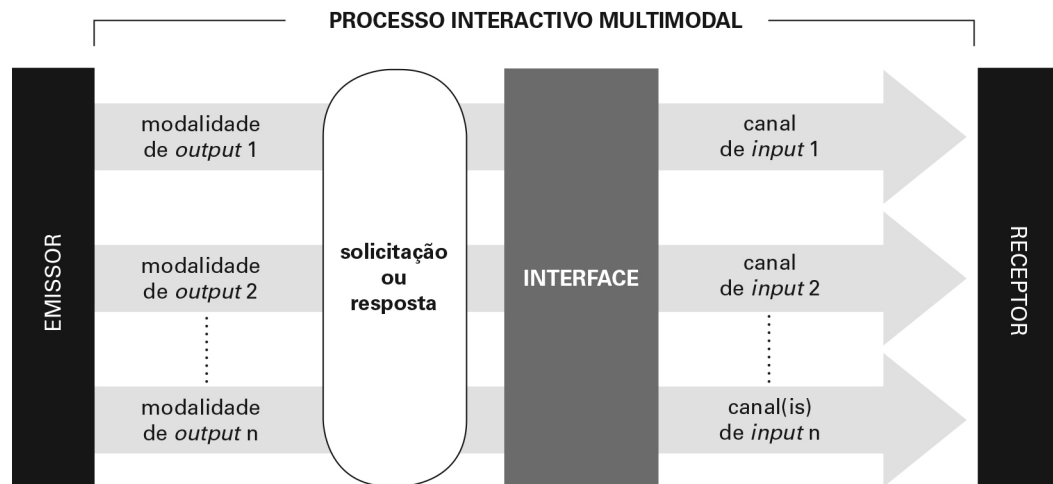 PROCESSO INTERACTIVO MULTIMODAL
EMISSOR
modalidade
de output 1
modalidade
de output 2
modalidade
de output n
solicitação
ou
resposta
INTERFACE
canal
de input 1
canal
de input 2
canal(is)
de input n
RECEPTOR